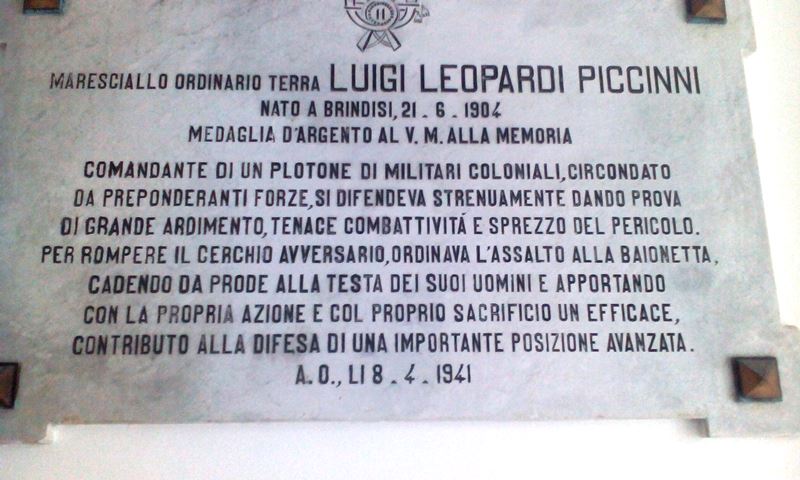 11
MARESCIALLO ORDINARIO TERRA LUIGI LEOPARDI PICCINNI
NATO A BRINDISI, 21 - 6 - 1904
MEDAGLIA D'ARGENTO AL V. M. ALLA MEMORIA
COMANDANTE DI UN PLOTONE DI MILITARI COLONIALI, CIRCONDATO
DA PREPONDERANTI FORZE, SI DIFENDEVA STRENUAMENTE DANDO PROVA
DI GRANDE ARDIMENTO, TENACE COMBATTIVITÁ E SPREZZO DEL PERICOLO.
PER ROMPERE IL CERCHIO AVVERSARIO, ORDINAVA L'ASSALTO ALLA BAIONETTA,
CADENDO DA PRODE ALLA TESTA DEI SUOI UOMINI E APPORTANDO
CON LA PROPRIA AZIONE E COL PROPRIO SACRIFICIO UN EFFICACE,
CONTRIBUTO ALLA DIFESA DI UNA IMPORTANTE POSIZIONE AVANZATA.
A. O., LI 8 - 4 - 1941